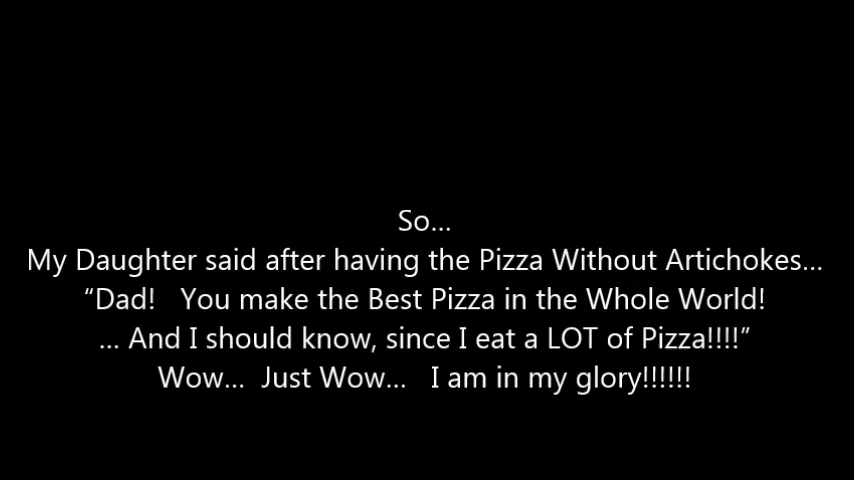 So...
My Daughter said after having the Pizza Without Artichokes...
“Dad!   You make the Best Pizza in the Whole World!
... And I should know, since I eat a LOT of Pizza!!!!”
Wow...  Just Wow...   I am in my glory!!!!!!